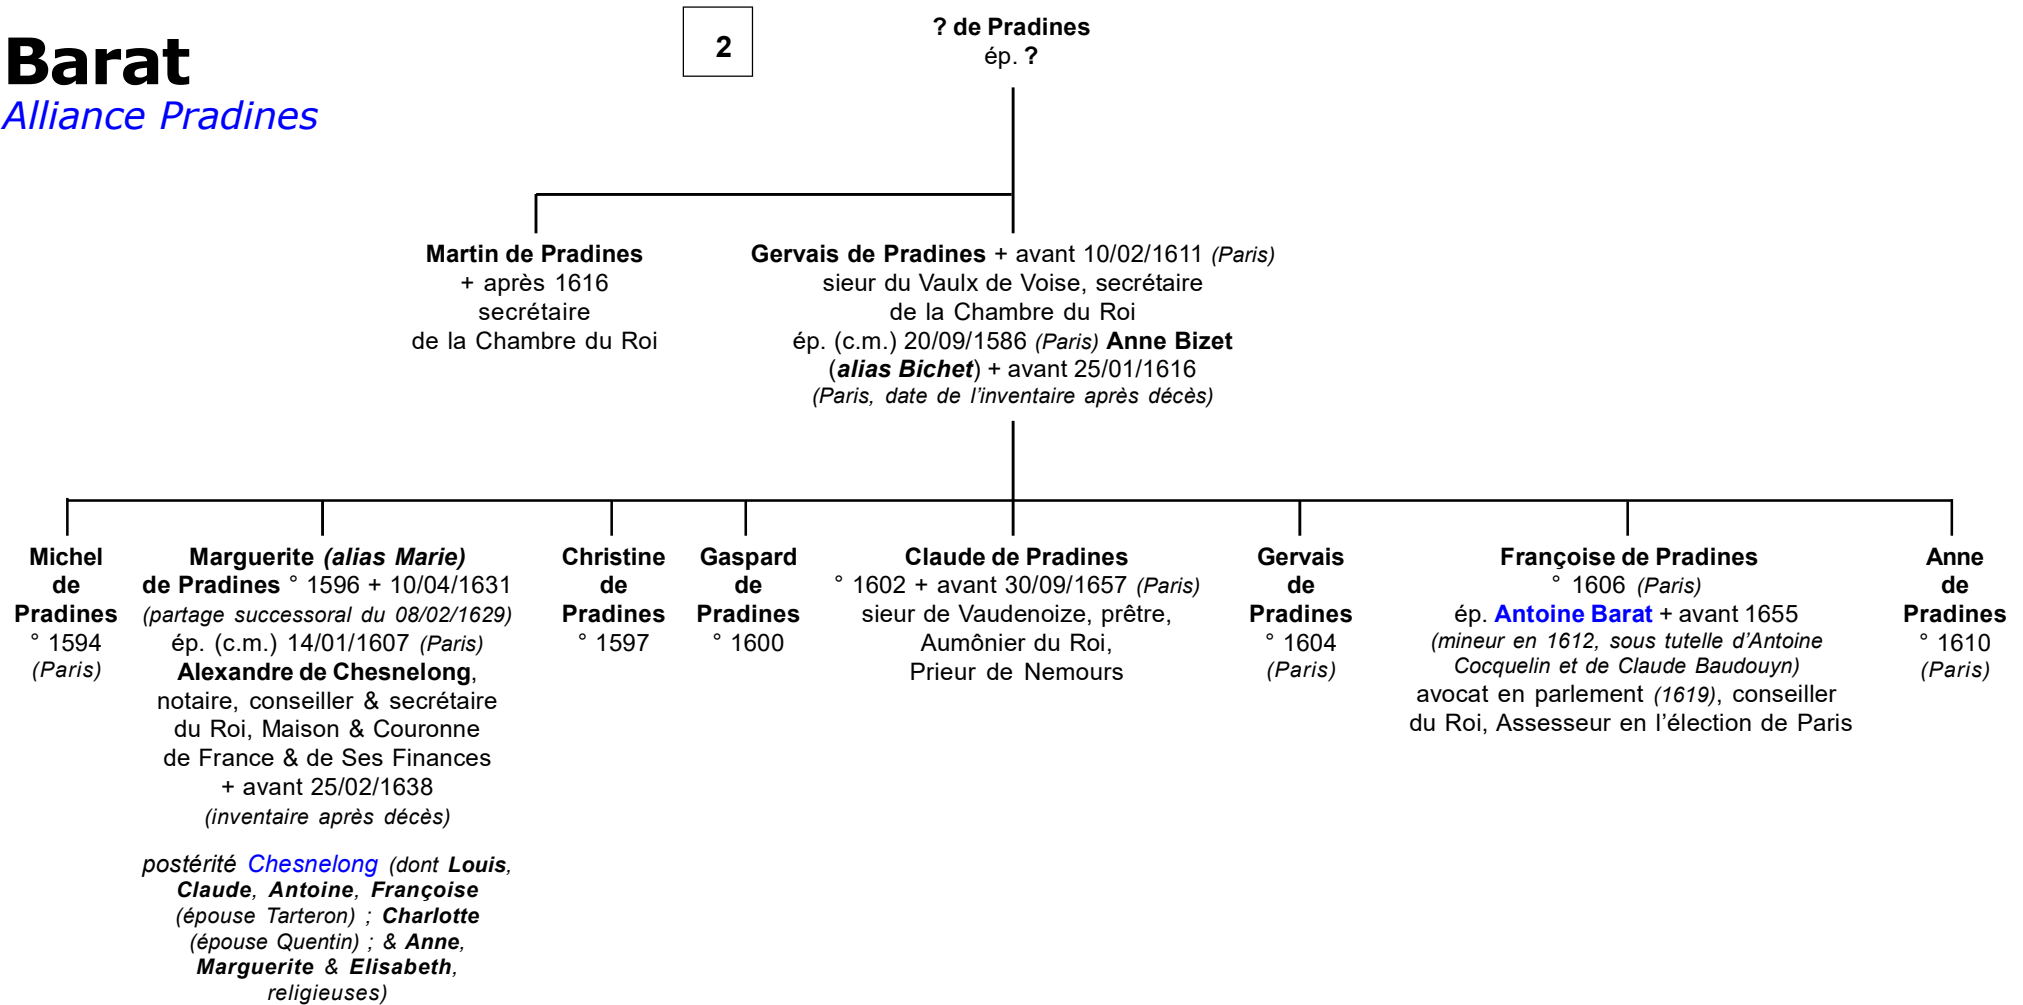 Barat
Alliance Pradines
2
? de Pradines
ép. ?
Martin de Pradines
+ après 1616
secrétaire
de la Chambre du Roi
Gervais de Pradines + avant 10/02/1611 (Paris)
sieur du Vaulx de Voise, secrétaire
de la Chambre du Roi
ép. (c.m.) 20/09/1586 (Paris) Anne Bizet
(alias Bichet) + avant 25/01/1616
(Paris, date de l’inventaire après décès)
Michel
de
Pradines
° 1594
(Paris)
Marguerite (alias Marie)
de Pradines ° 1596 + 10/04/1631
(partage successoral du 08/02/1629)
ép. (c.m.) 14/01/1607 (Paris)
Alexandre de Chesnelong,
notaire, conseiller & secrétaire
du Roi, Maison & Couronne
de France & de Ses Finances
+ avant 25/02/1638
(inventaire après décès)
postérité Chesnelong (dont Louis,
Claude, Antoine, Françoise
(épouse Tarteron) ; Charlotte
(épouse Quentin) ; & Anne,
Marguerite & Elisabeth,
religieuses)
Christine
de
Pradines
° 1597
Gaspard
de
Pradines
° 1600
Claude de Pradines
° 1602 + avant 30/09/1657 (Paris)
sieur de Vaudenoize, prêtre,
Aumônier du Roi,
Prieur de Nemours
Gervais
de
Pradines
° 1604
(Paris)
Françoise de Pradines
° 1606 (Paris)
ép. Antoine Barat + avant 1655
(mineur en 1612, sous tutelle d’Antoine
Cocquelin et de Claude Baudouyn)
avocat en parlement (1619), conseiller
du Roi, Assesseur en l’élection de Paris
Anne
de
Pradines
° 1610
(Paris)